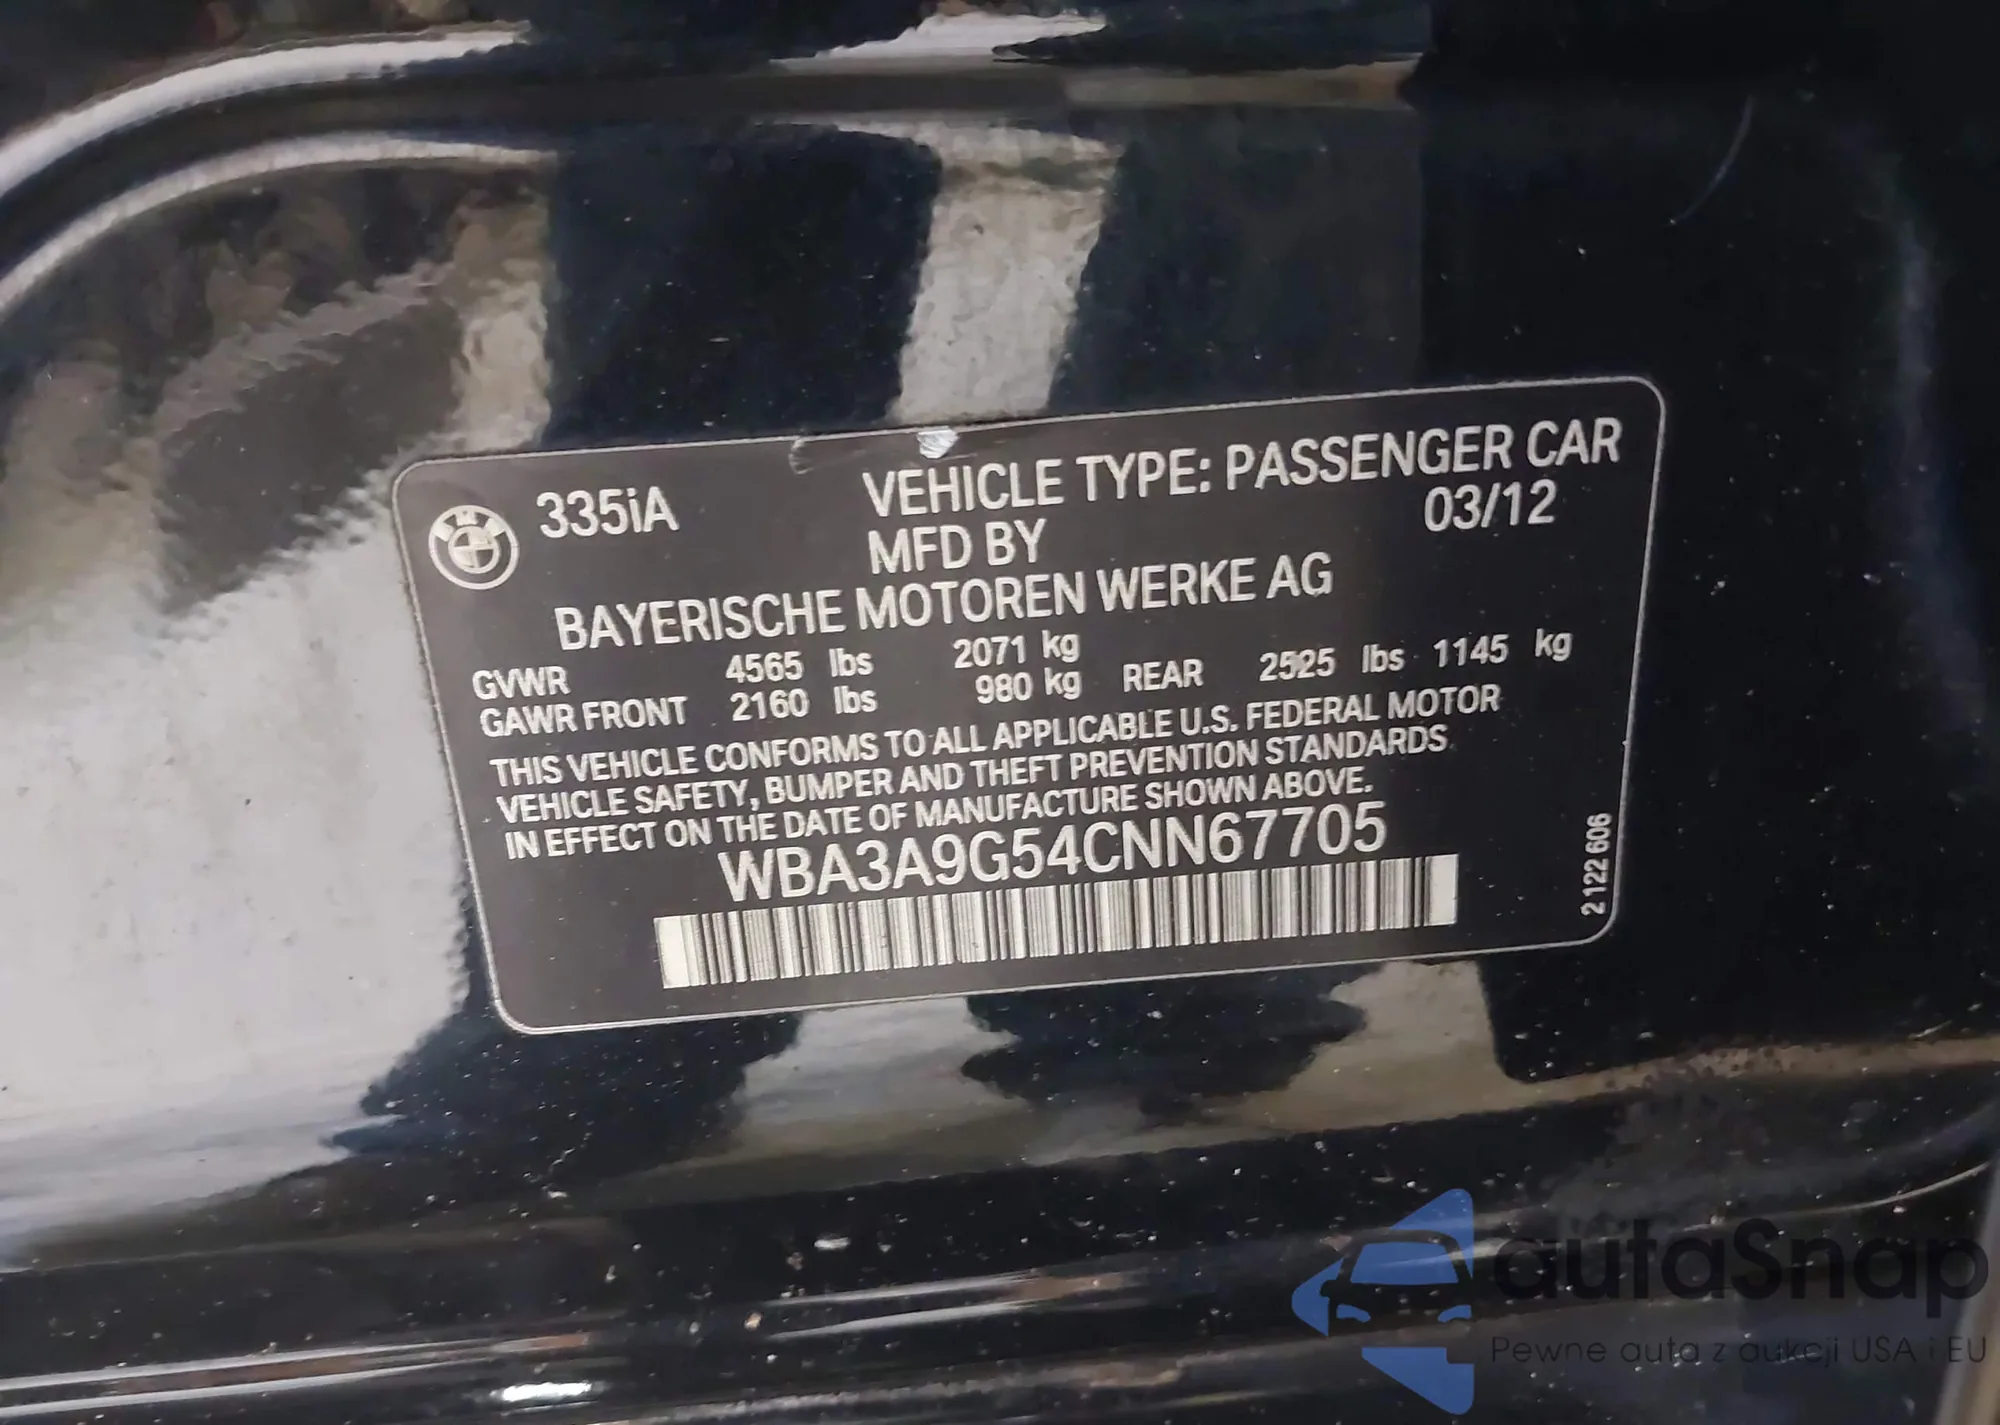 335iA
VEHICLE TYPE: PASSENGER CAR
MFD BY 03/12
BAYERISCHE MOTOREN WERKE AG
GVWR 4565 lbs 2071 kg
GAWR FRONT 2160 lbs 980 kg REAR 2525 lbs 1145 kg
THIS VEHICLE CONFORMS TO ALL APPLICABLE U.S. FEDERAL MOTOR
VEHICLE SAFETY, BUMPER AND THEFT PREVENTION STANDARDS
IN EFFECT ON THE DATE OF MANUFACTURE SHOWN ABOVE.
WBA3A9G54CNN67705
2 122 606
autaSnap
Pewne auta z aukcji USA i EU